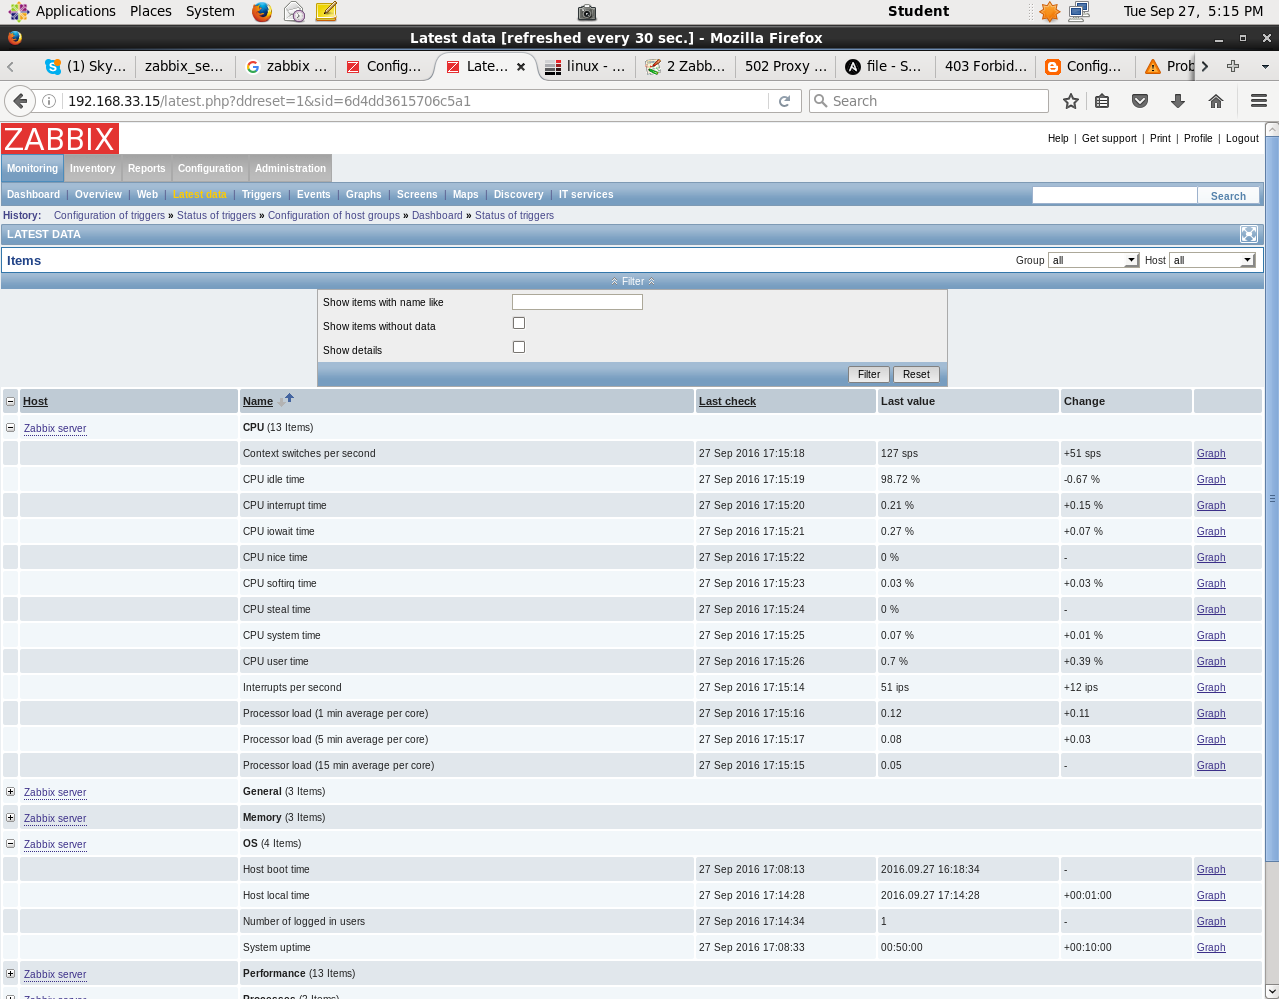 Applications Places System Student Tue Sep 27, 5:15 PM
Latest data [refreshed every 30 sec.] - Mozilla Firefox
(1) Sky... zabbix_se... zabbix ... Config... Late... linux - ... 2 Zabb... 502 Proxy ... file - S... 403 Forbid... Config... Prob
192.168.33.15/latest.php?ddreset=1&sid=6d4dd3615706c5a1 Search
ZABBIX Help | Get support | Print | Profile | Logout
Monitoring Inventory Reports Configuration Administration
Dashboard | Overview | Web | Latest data | Triggers | Events | Graphs | Screens | Maps | Discovery | IT services Search
History: Configuration of triggers » Status of triggers » Configuration of host groups » Dashboard » Status of triggers
LATEST DATA
Items Group all Host all
Filter
Show items with name like
Show items without data
Show details
Filter Reset
Host Name Last check Last value Change
Zabbix server CPU (13 Items)
Context switches per second 27 Sep 2016 17:15:18 127 sps +51 sps Graph
CPU idle time 27 Sep 2016 17:15:19 98.72 % -0.67 % Graph
CPU interrupt time 27 Sep 2016 17:15:20 0.21 % +0.15 % Graph
CPU iowait time 27 Sep 2016 17:15:21 0.27 % +0.07 % Graph
CPU nice time 27 Sep 2016 17:15:22 0 % - Graph
CPU softirq time 27 Sep 2016 17:15:23 0.03 % +0.03 % Graph
CPU steal time 27 Sep 2016 17:15:24 0 % - Graph
CPU system time 27 Sep 2016 17:15:25 0.07 % +0.01 % Graph
CPU user time 27 Sep 2016 17:15:26 0.7 % +0.39 % Graph
Interrupts per second 27 Sep 2016 17:15:14 51 ips +12 ips Graph
Processor load (1 min average per core) 27 Sep 2016 17:15:16 0.12 +0.11 Graph
Processor load (5 min average per core) 27 Sep 2016 17:15:17 0.08 +0.03 Graph
Processor load (15 min average per core) 27 Sep 2016 17:15:15 0.05 - Graph
Zabbix server General (3 Items)
Zabbix server Memory (3 Items)
Zabbix server OS (4 Items)
Host boot time 27 Sep 2016 17:08:13 2016.09.27 16:18:34 - Graph
Host local time 27 Sep 2016 17:14:28 2016.09.27 17:14:28 +00:01:00 Graph
Number of logged in users 27 Sep 2016 17:14:34 1 - Graph
System uptime 27 Sep 2016 17:08:33 00:50:00 +00:10:00 Graph
Zabbix server Performance (13 Items)
Zabbix server Processes (2 Items)